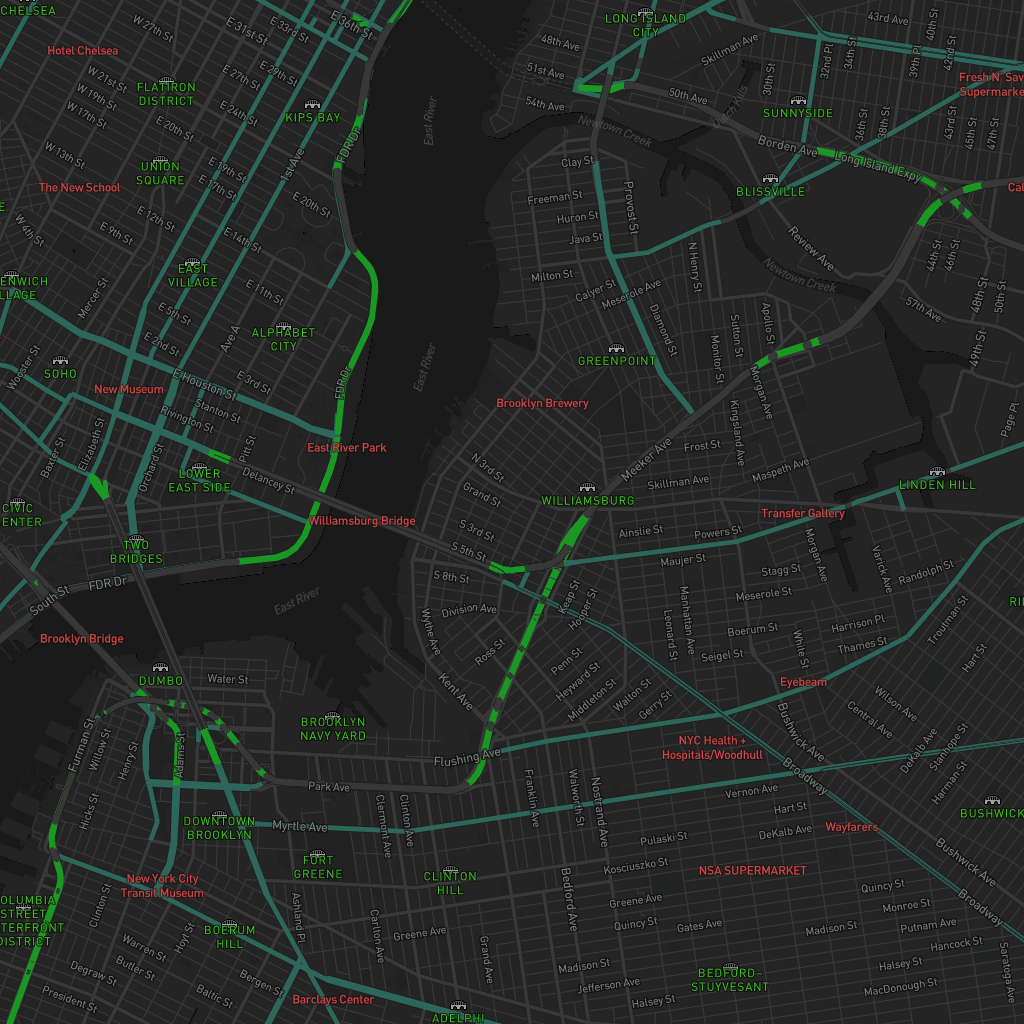 CHELSEA
W 27th St
E 31st St
E 33rd St
E 36th St
LONG ISLAND
CITY
43rd Ave
40th St
Hotel Chelsea
48th Ave
Skillman Ave
32nd Pl
34th St
39th Pl
42nd St
W 21st St
W 19th St
W 17th St
FLATIRON
DISTRICT
E 27th St
E 29th St
51st Ave
50th Ave
30th St
Fresh N' Sav
Supermarke
54th Ave
Dutch Kills
SUNNYSIDE
E 24th St
KIPS BAY
East River
36th St
38th St
43rd St
45th St
47th St
E 20th St
Newtown Creek
Borden Ave
W 13th St
UNION
SQUARE
E 19th St
E 17th St
1st Ave
FDR Dr
Clay St
Long Island Expy
The New School
BLISSVILLE
Cal
Freeman St
Provost St
E 20th St
W 4th St
E 9th St
E 12th St
E 14th St
Huron St
Java St
Review Ave
44th St
46th St
N Henry St
ENWICH
LLAGE
EAST
VILLAGE
Milton St
Newtown Creek
Mercer St
E 11th St
Calyer St
Meserole Ave
48th St
50th St
57th Ave
E 5th St
E 2nd St
Ave A
ALPHABET
CITY
Diamond St
Sutton St
Apollo St
Monitor St
49th St
Wooster St
SOHO
East River
GREENPOINT
New Museum
E Houston St
E 3rd St
FDR Dr
Morgan Ave
Stanton St
Rivington St
Brooklyn Brewery
Kingsland Ave
Page Pl
Elizabeth St
Baxter St
Pitt St
East River Park
Meeker Ave
Frost St
Orchard St
LOWER
EAST SIDE
Delancey St
N 3rd St
Grand St
Skillman Ave
Maspeth Ave
LINDEN HILL
WILLIAMSBURG
CIVIC
ENTER
Williamsburg Bridge
S 3rd St
Transfer Gallery
Ainslie St
Powers St
TWO
BRIDGES
S 5th St
Maujer St
Morgan Ave
Varick Ave
FDR Dr
South St
S 8th St
Stagg St
Randolph St
East River
Keap St
Hooper St
Division Ave
Manhattan Ave
Leonard St
Meserole St
RI
Wythe Ave
Boerum St
White St
Harrison Pl
Troutman St
Brooklyn Bridge
Ross St
Penn St
Seigel St
Thames St
Hart St
DUMBO
Water St
Heyward St
Middleton St
Walton St
Gerry St
Kent Ave
Eyebeam
Wilson Ave
Central Ave
Furman St
Willow St
Henry St
Adams St
BROOKLYN
NAVY YARD
Flushing Ave
NYC Health +
Hospitals/Woodhull
Bushwick Ave
DeKalb Ave
Stanhope St
Harman St
Park Ave
Franklin Ave
Walworth St
Nostrand Ave
Broadway
Vernon Ave
Hicks St
Clermont Ave
Clinton Ave
Hart St
BUSHWICK
DOWNTOWN
BROOKLYN
Myrtle Ave
DeKalb Ave
Wayfarers
Pulaski St
FORT
GREENE
CLINTON
HILL
Kosciuszko St
NSA SUPERMARKET
Bushwick Ave
New York City
Transit Museum
Bedford Ave
Quincy St
OLUMBIA
STREET
TERFRONT
DISTRICT
Clinton St
Ashland Pl
Greene Ave
Monroe St
Broadway
Hoyt St
BOERUM
HILL
Carlton Ave
Greene Ave
Quincy St
Gates Ave
Madison St
Putnam Ave
Hancock St
Warren St
Butler St
Grand Ave
Madison St
Halsey St
Saratoga Ave
Degraw St
Bergen St
BEDFORD–
STUYVESANT
President St
Baltic St
Barclays Center
Jefferson Ave
Halsey St
MacDonough St
ADELPHI